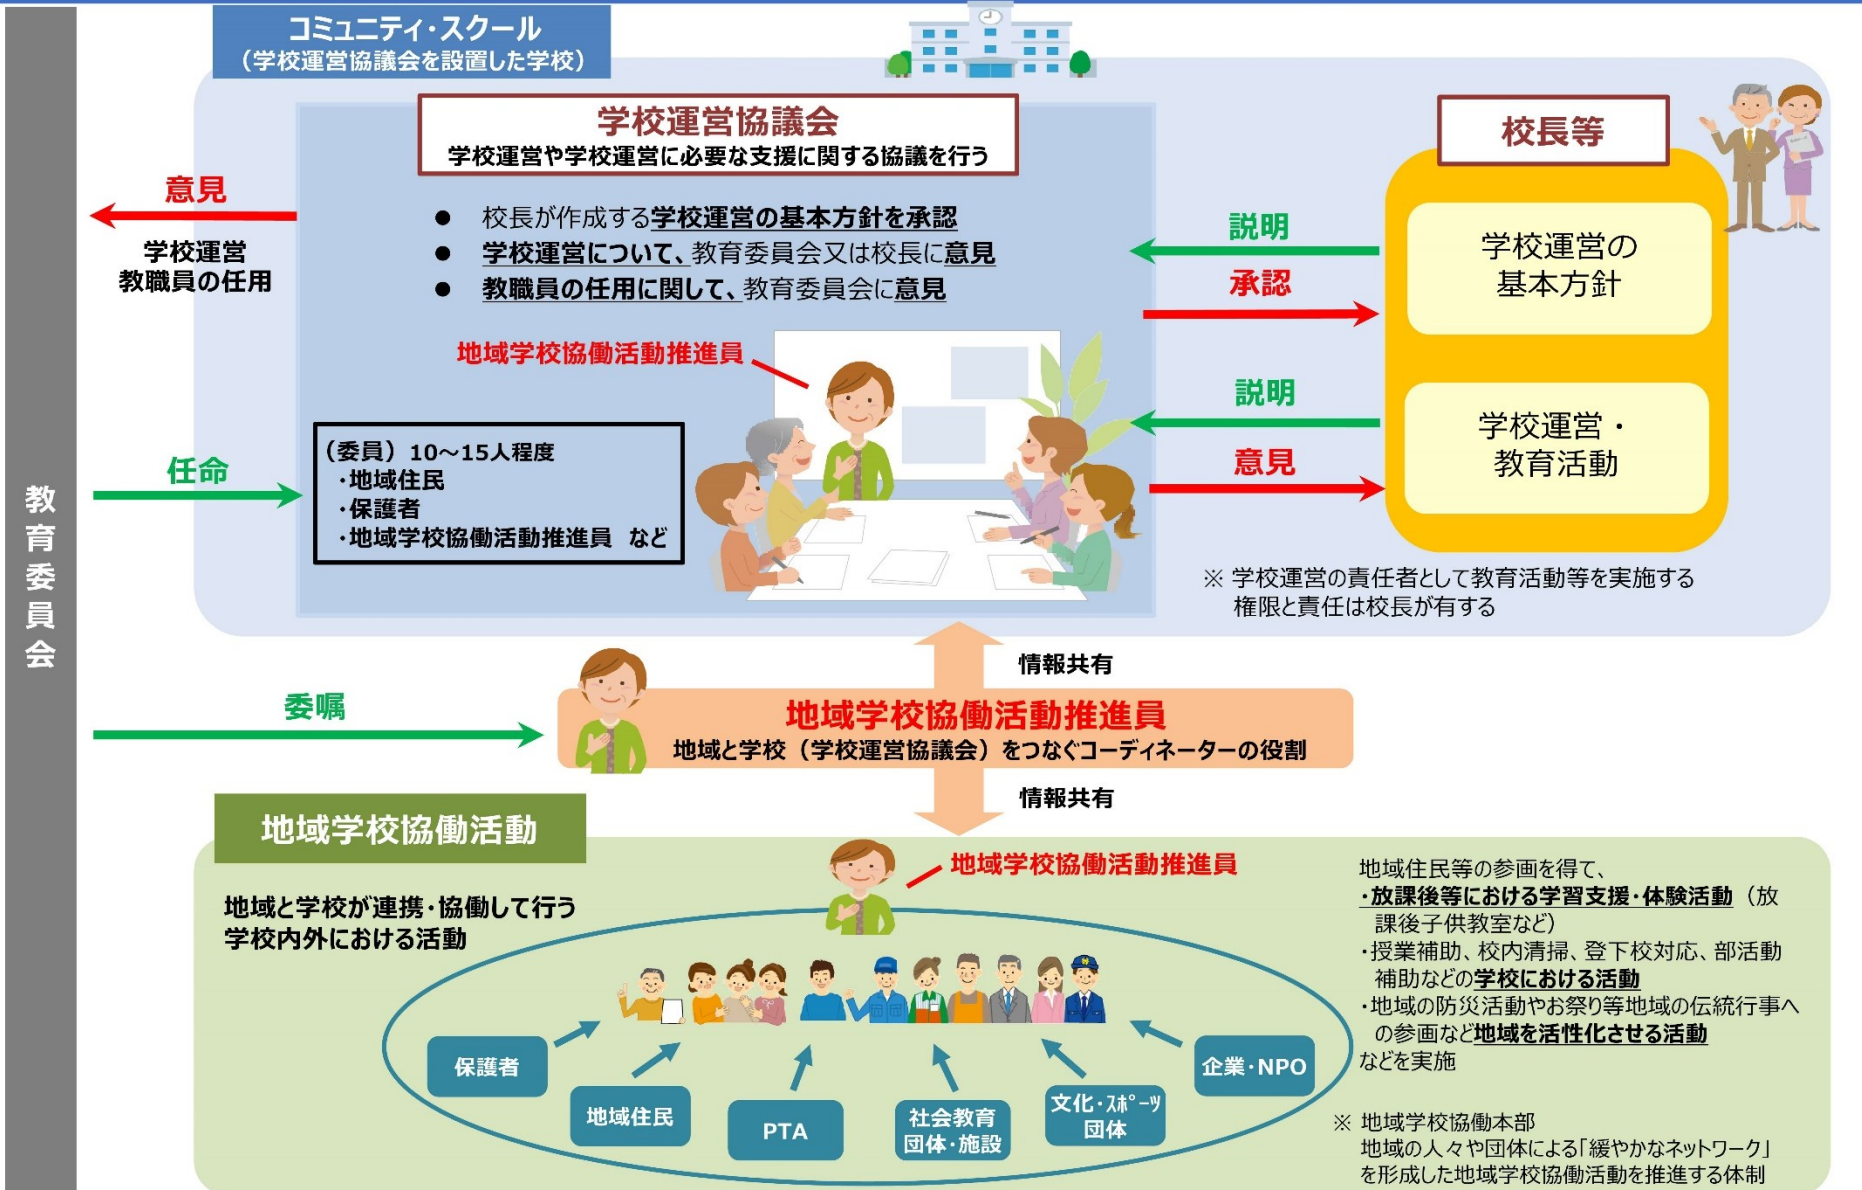 コミュニティ・スクール
（学校運営協議会を設置した学校）
学校運営協議会
学校運営や学校運営に必要な支援に関する協議を行う
● 校長が作成する学校運営の基本方針を承認
● 学校運営について、教育委員会又は校長に意見
● 教職員の任用に関して、教育委員会に意見
地域学校協働活動推進員
（委員）10～15人程度
・地域住民
・保護者
・地域学校協働活動推進員 など
意見
学校運営
教職員の任用
任命
教育委員会
校長等
説明
承認
学校運営の
基本方針
説明
意見
学校運営・
教育活動
※ 学校運営の責任者として教育活動等を実施する
権限と責任は校長が有する
情報共有
委嘱
地域学校協働活動推進員
地域と学校（学校運営協議会）をつなぐコーディネーターの役割
情報共有
地域学校協働活動
地域と学校が連携・協働して行う
学校内外における活動
地域学校協働活動推進員
保護者
地域住民
PTA
社会教育
団体・施設
文化・ｽﾎﾟｰﾂ
団体
企業・NPO
地域住民等の参画を得て、
・放課後等における学習支援・体験活動（放
課後子供教室など）
・授業補助、校内清掃、登下校対応、部活動
補助などの学校における活動
・地域の防災活動やお祭り等地域の伝統行事へ
の参画など地域を活性化させる活動
などを実施
※ 地域学校協働本部
地域の人々や団体による「緩やかなネットワーク」
を形成した地域学校協働活動を推進する体制